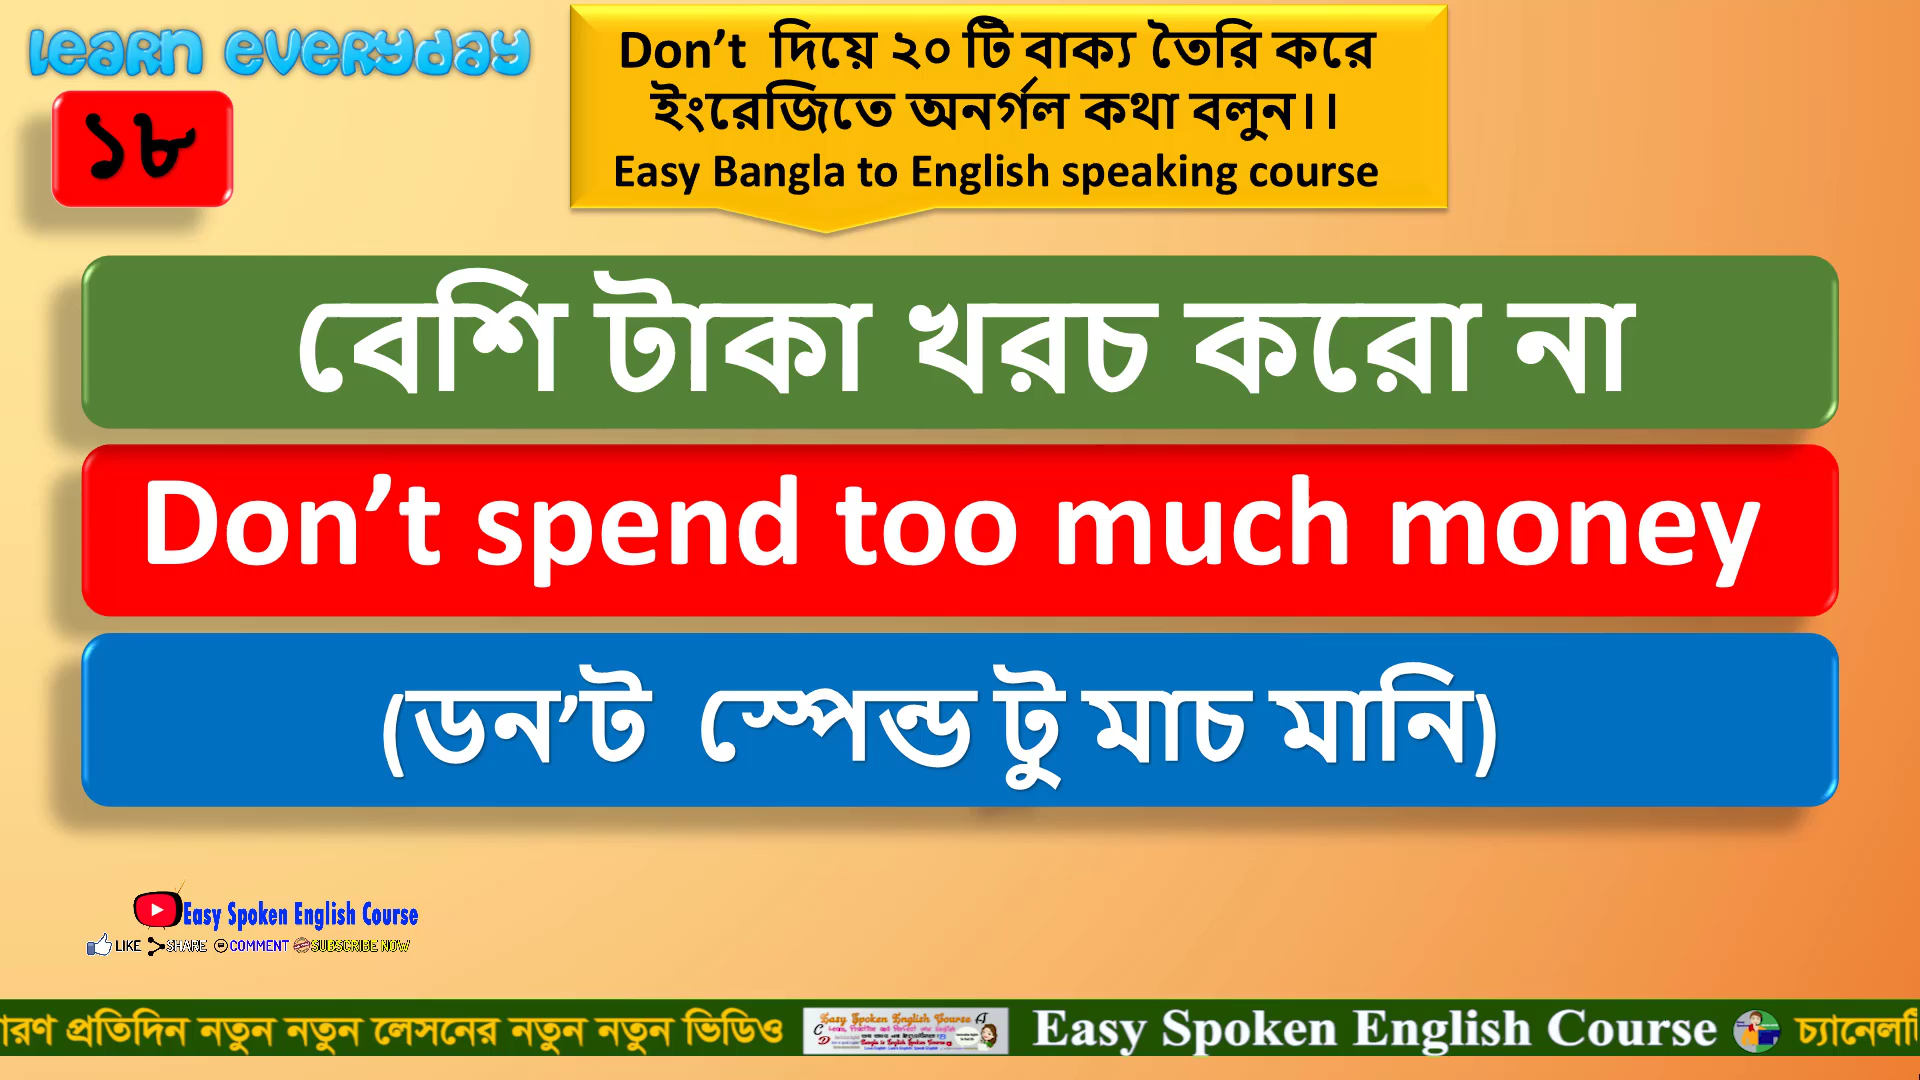 Learn Everyday
১৮
Don’t দিয়ে ২০ টি বাক্য তৈরি করে
ইংরেজিতে অনর্গল কথা বলুন।।
Easy Bangla to English speaking course
বেশি টাকা খরচ করো না
Don’t spend too much money
(ডন’ট স্পেন্ড টু মাচ মানি)
Easy Spoken English Course
LIKE SHARE COMMENT SUBSCRIBE NOW
প্রতিদিন নতুন নতুন লেসনের নতুন নতুন ভিডিও
Easy Spoken English Course